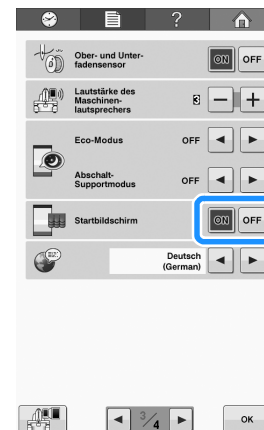 ?
Ober- und Unter-
fadensensor
ON OFF
Lautstärke des
Maschinen-
lautsprechers
3 - +
Eco-Modus OFF
Abschalt-
Supportmodus OFF
Startbildschirm ON OFF
Deutsch
(German)
3/4 OK